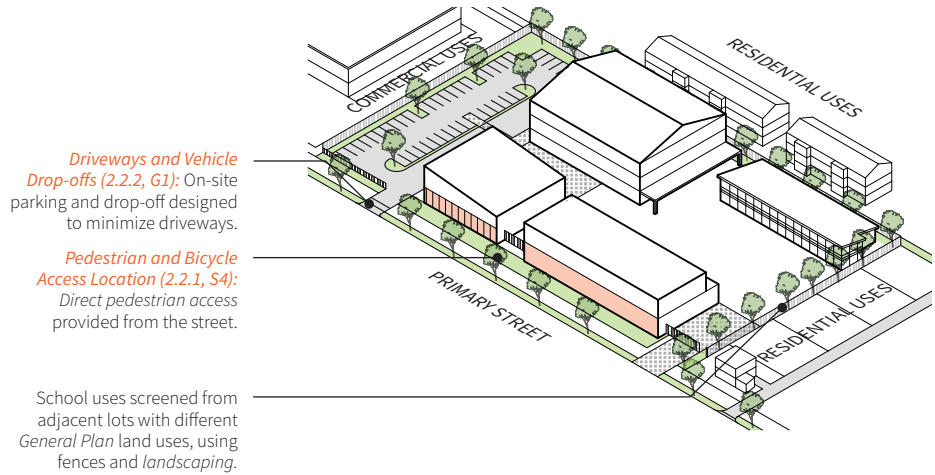 COMMERCIAL USES
RESIDENTIAL USES
Driveways and Vehicle
Drop-offs (2.2.2, G1): On-site
parking and drop-off designed
to minimize driveways.
Pedestrian and Bicycle
Access Location (2.2.1, S4):
Direct pedestrian access
provided from the street.
PRIMARY STREET
RESIDENTIAL USES
School uses screened from
adjacent lots with different
General Plan land uses, using
fences and landscaping.